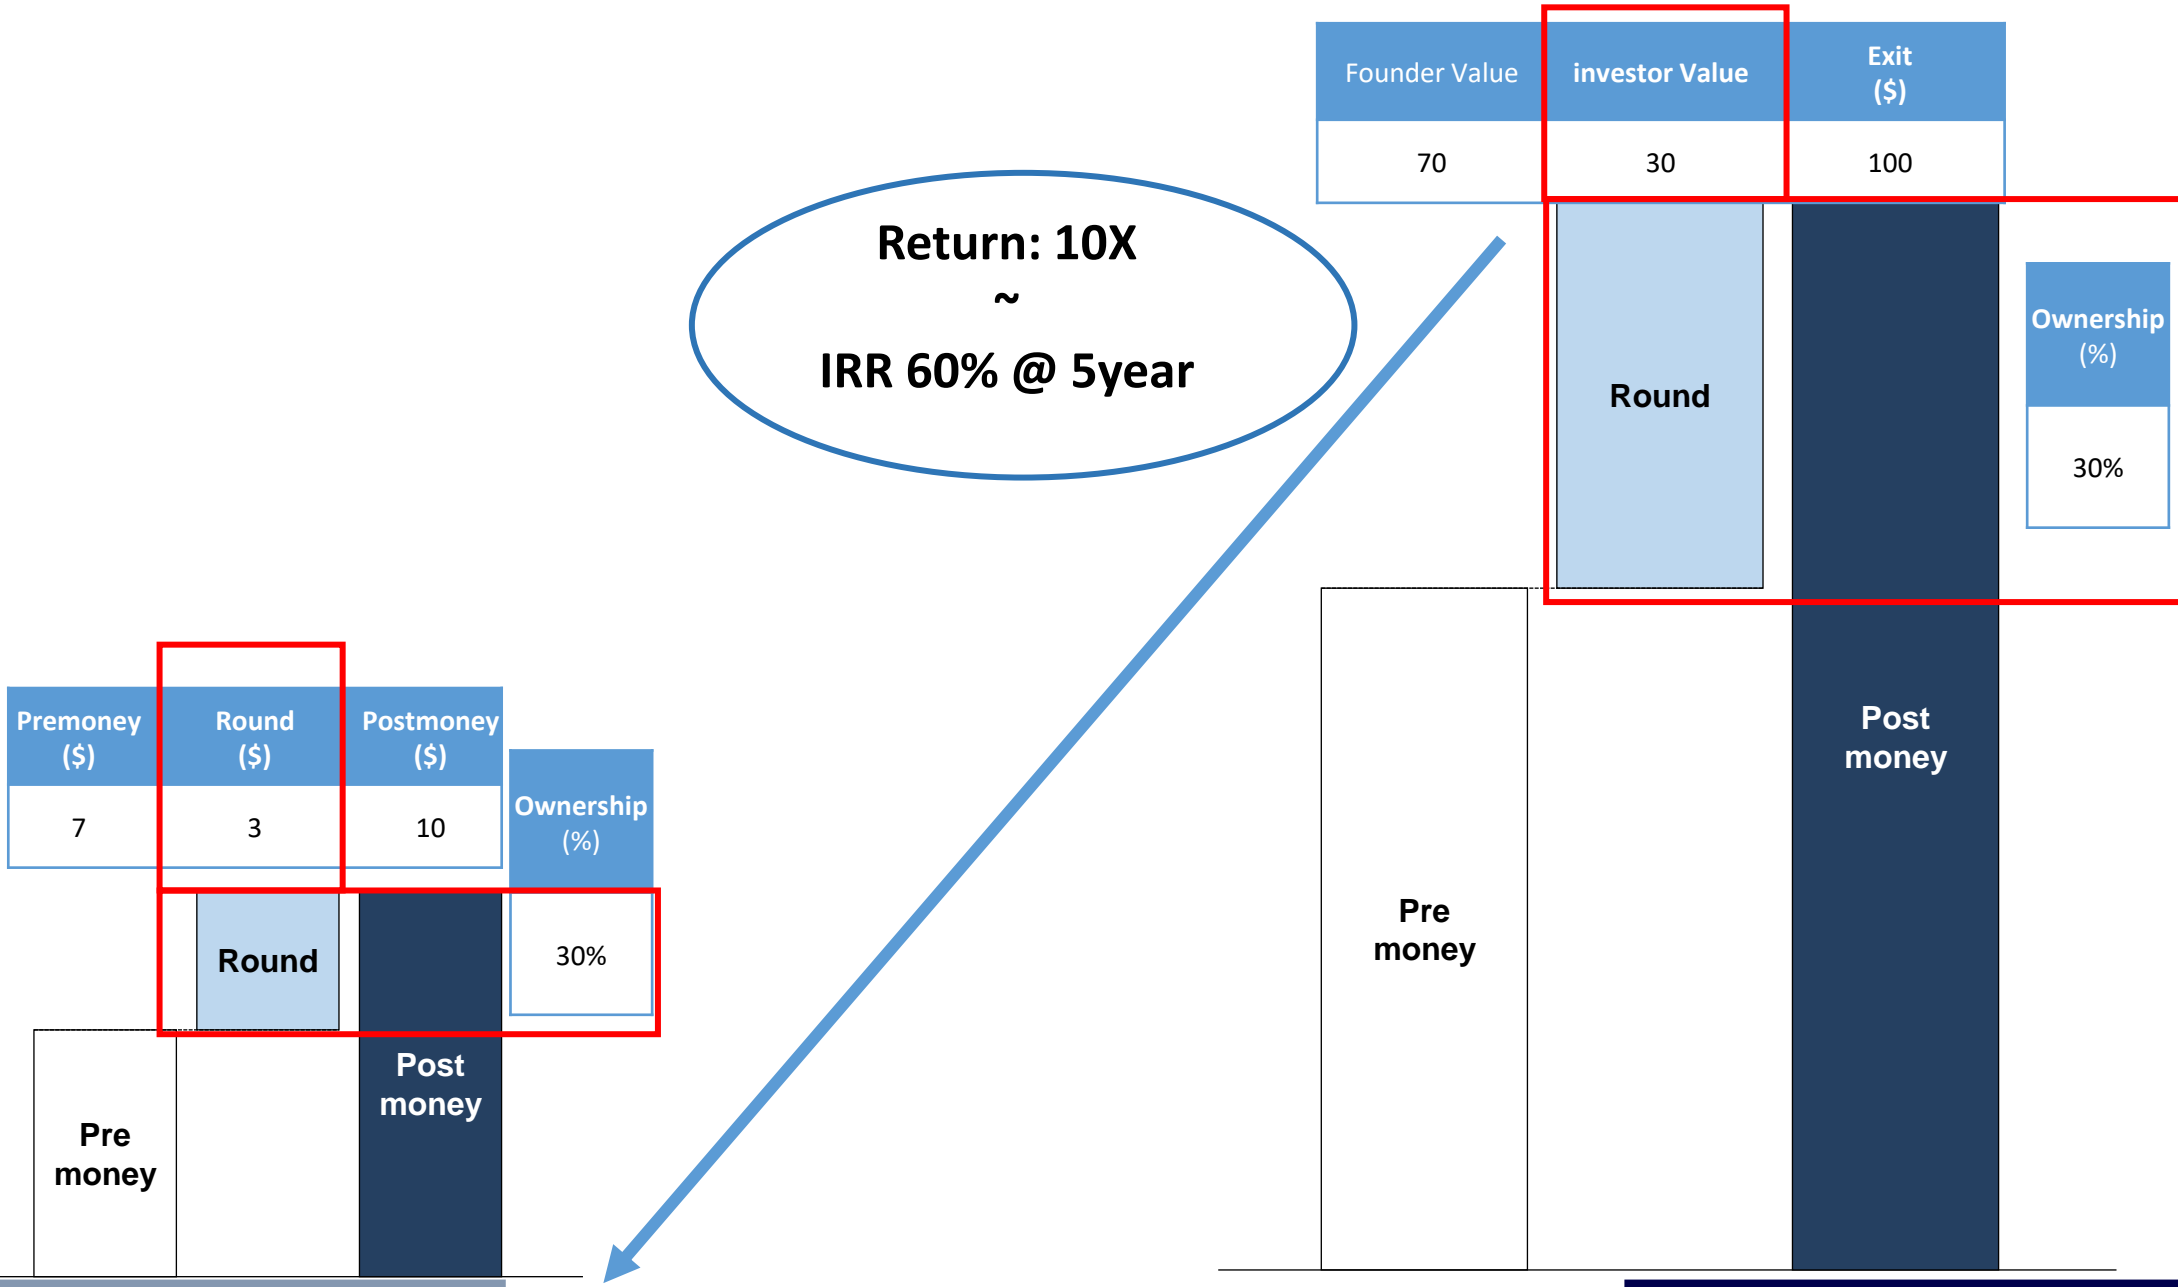 Founder Value
investor Value
Exit
($)
70
30
100
Return: 10X
~
IRR 60% @ 5year
Ownership
(%)
30%
Round
Post
money
Pre
money
Premoney
($)
Round
($)
Postmoney
($)
7
3
10
Ownership
(%)
30%
Round
Post
money
Pre
money